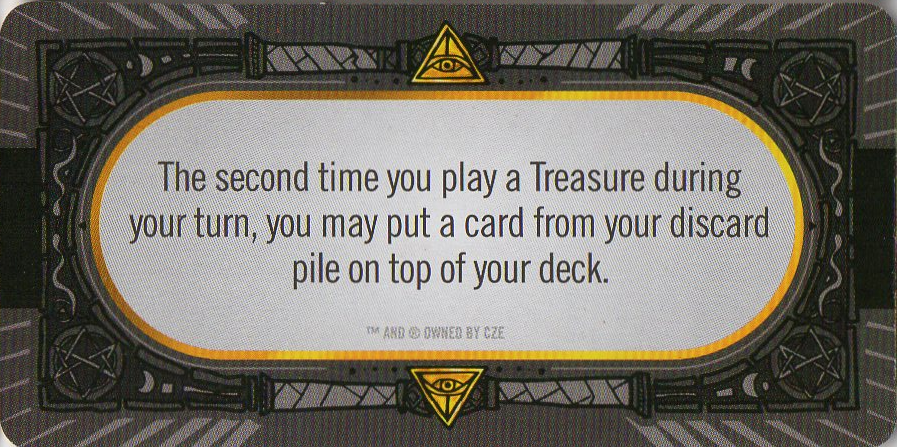 The second time you play a Treasure during
your turn, you may put a card from your discard
pile on top of your deck.
™ AND ® OWNED BY CZE